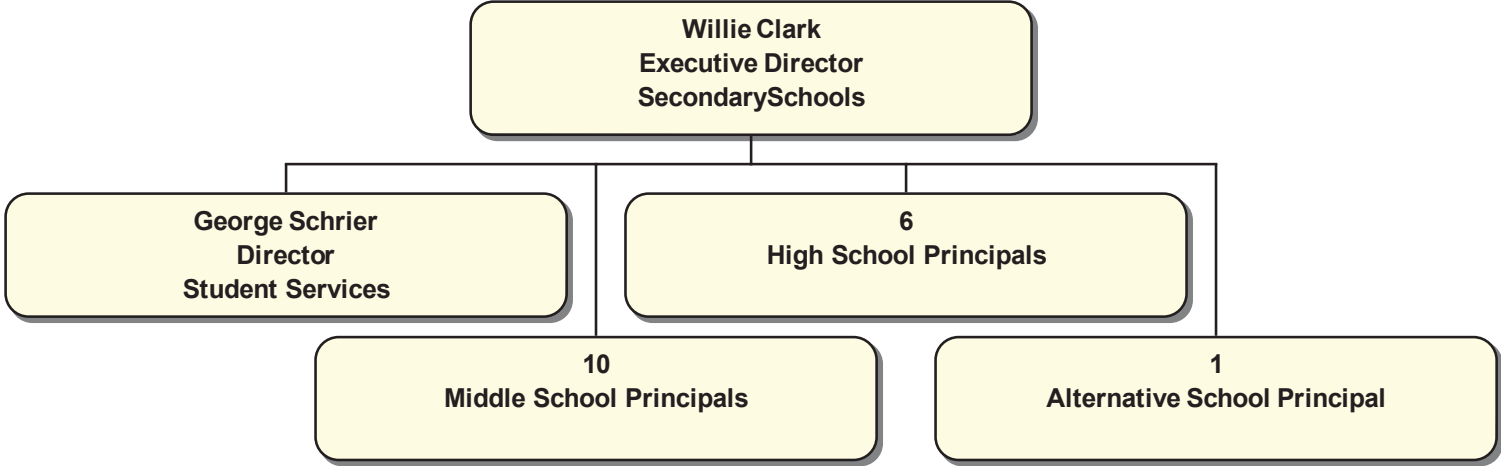 Willie Clark
Executive Director
SecondarySchools
George Schrier
Director
Student Services
6
High School Principals
10
Middle School Principals
1
Alternative School Principal